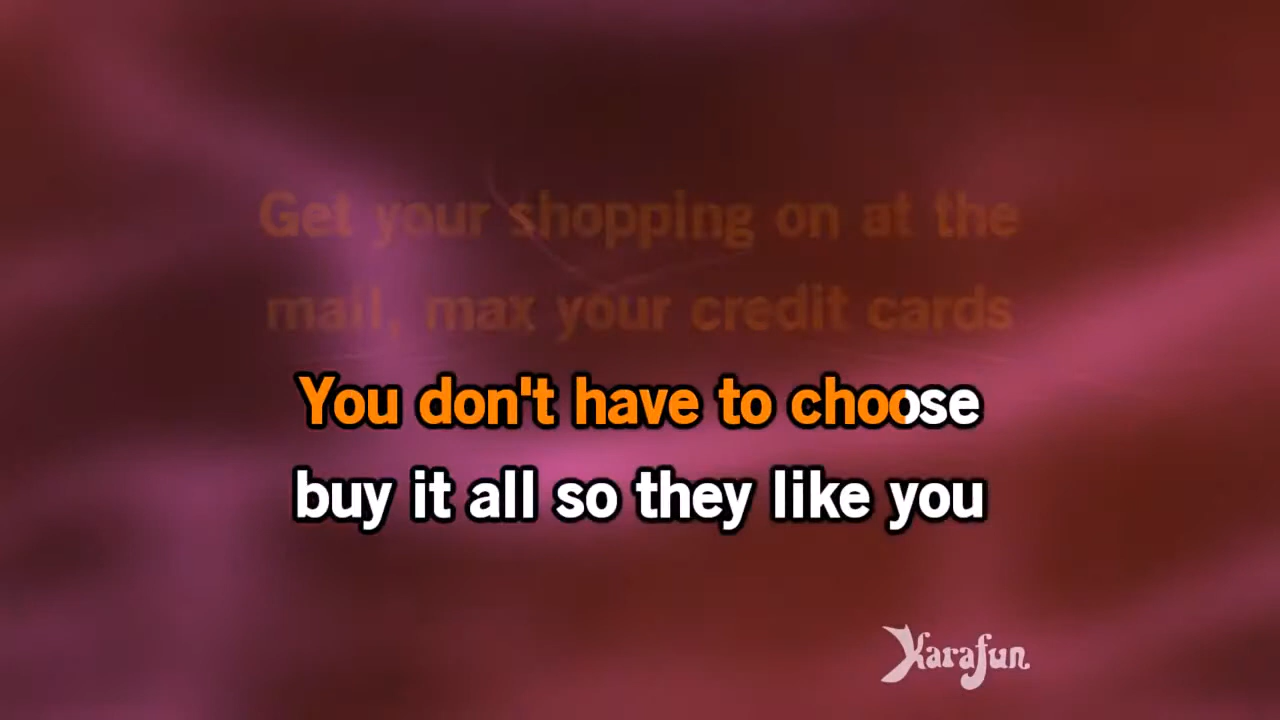 Get your shopping on at the
mail, max your credit cards
You don't have to choose
buy it all so they like you
Karafun